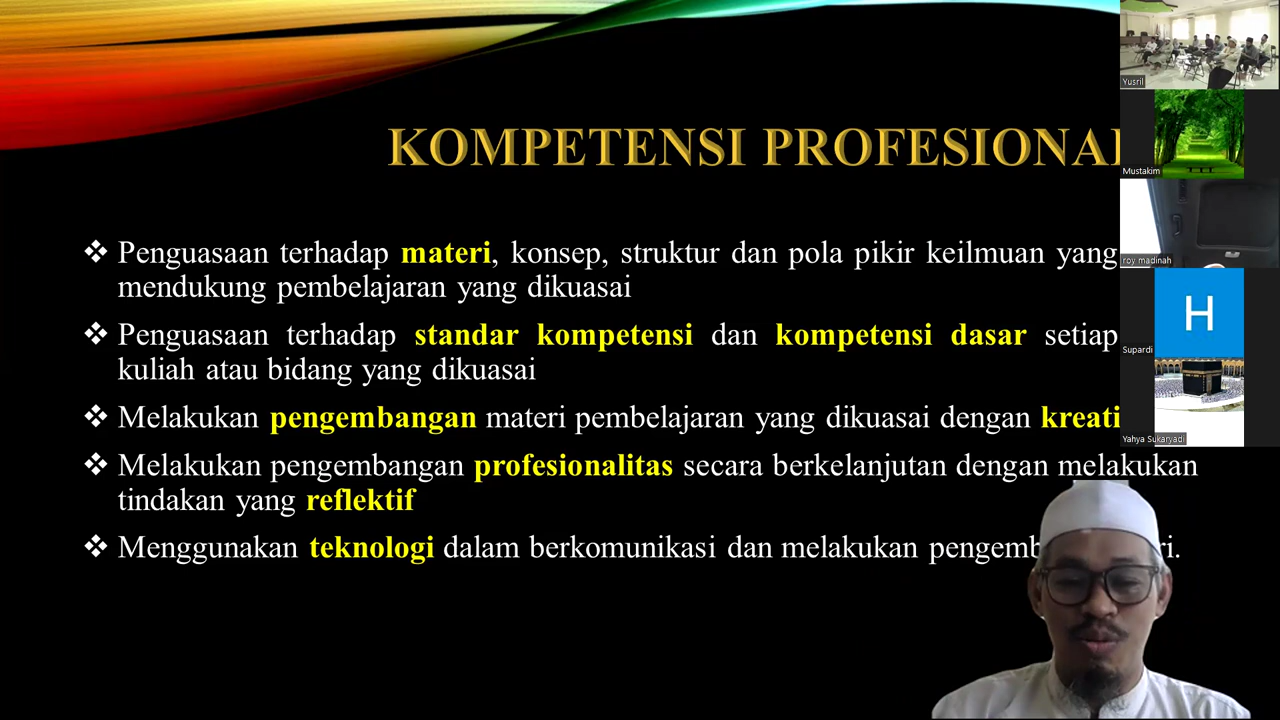 KOMPETENSI PROFESIONAL
❖ Penguasaan terhadap materi, konsep, struktur dan pola pikir keilmuan yang
mendukung pembelajaran yang dikuasai
❖ Penguasaan terhadap standar kompetensi dan kompetensi dasar setiap
kuliah atau bidang yang dikuasai
❖ Melakukan pengembangan materi pembelajaran yang dikuasai dengan kreati
❖ Melakukan pengembangan profesionalitas secara berkelanjutan dengan melakukan
tindakan yang reflektif
❖ Menggunakan teknologi dalam berkomunikasi dan melakukan pengemb ri.
Yusril
Mustakim
roy madinah
H
Supardi
Yahya Sukaryadi